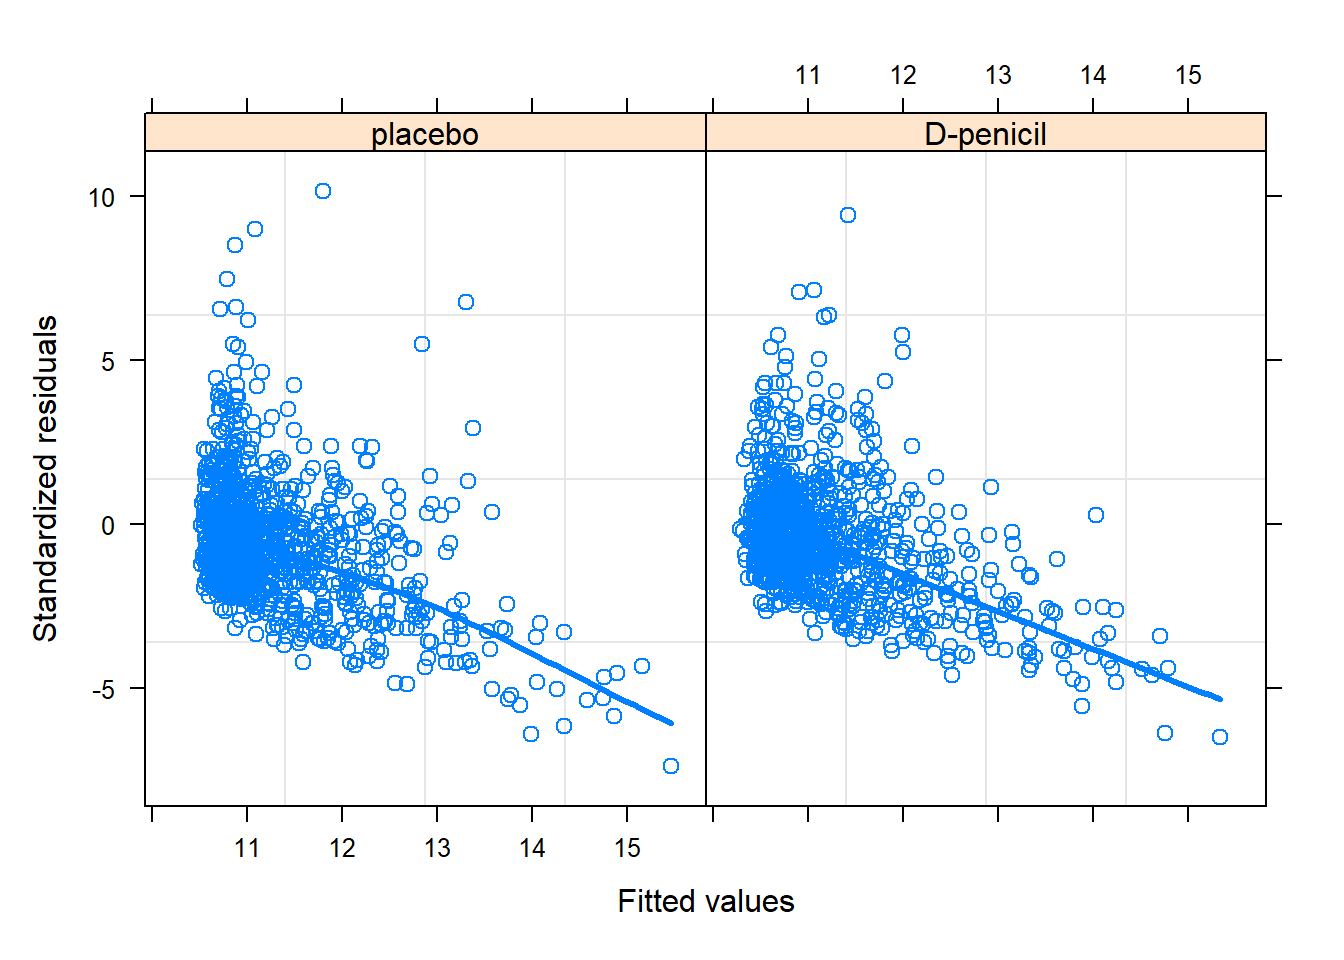 11 12 13 14 15
placebo D-penicil
10
5
0
-5
Standardized residuals
11 12 13 14 15
Fitted values